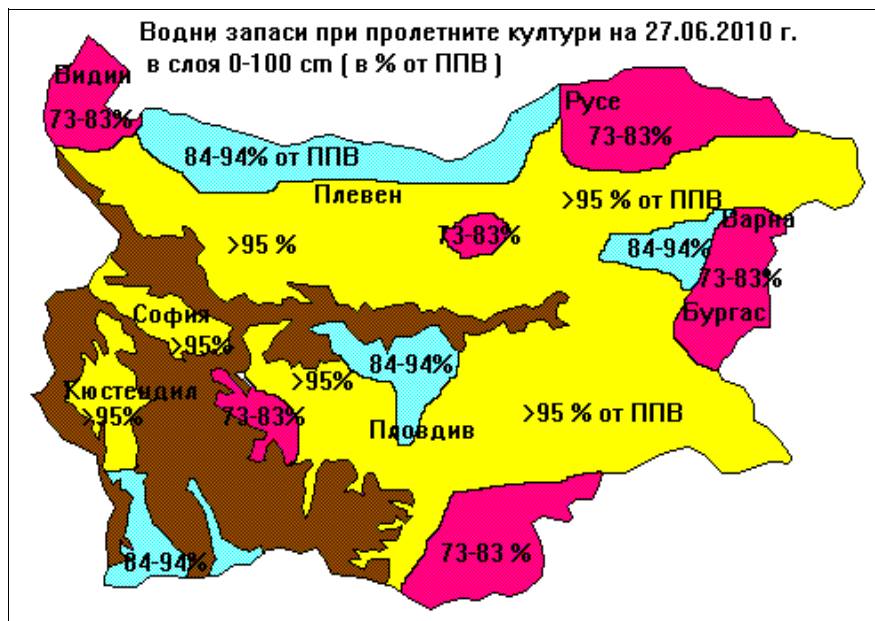 Водни запаси при пролетните култури на 27.06.2010 г.
в слоя 0-100 cm ( в % от ППВ )
Видин
73-83%
Русе
73-83%
84-94% от ППВ
Плевен
>95 % от ППВ
>95 %
73-83%
Варна
84-94%
73-83%
Бургас
София
>95%
84-94%
>95%
Кюстендил
>95%
73-83%
Пловдив
>95 % от ППВ
73-83 %
84-94%